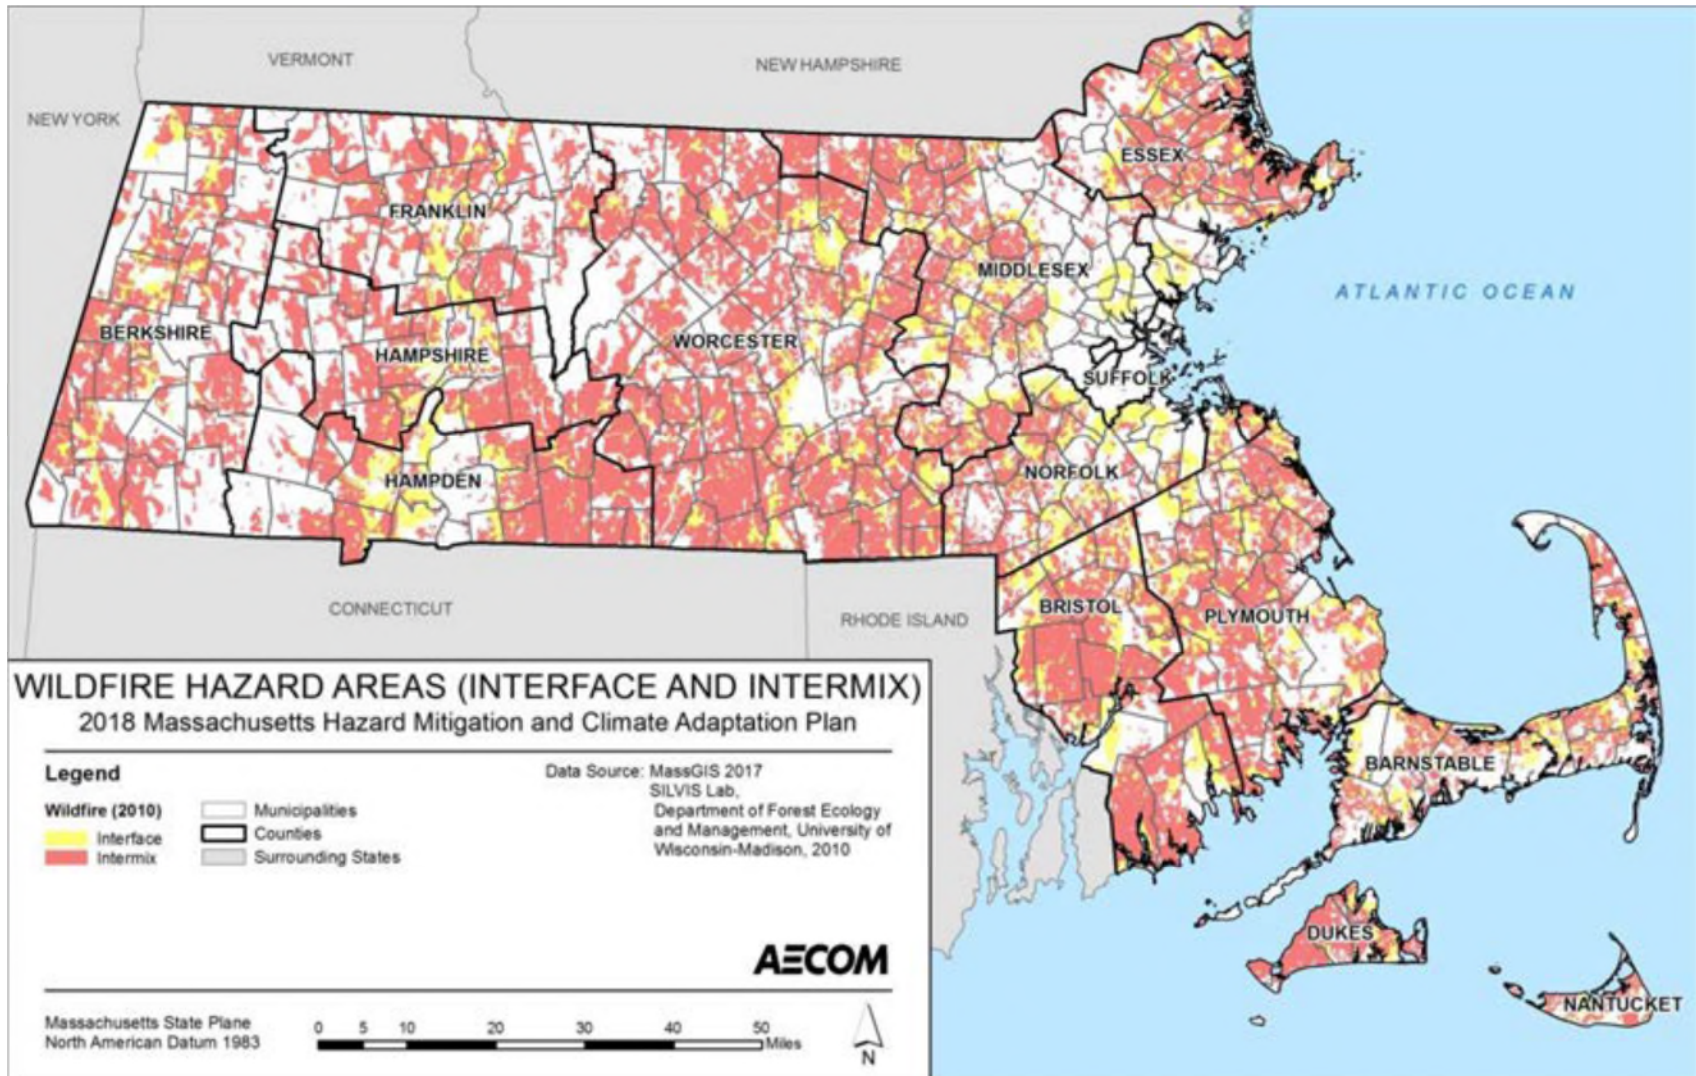 VERMONT
NEW HAMPSHIRE
NEW YORK
ESSEX
FRANKLIN
MIDDLESEX
ATLANTIC OCEAN
BERKSHIRE
HAMPSHIRE
WORCESTER
SUFFOLK
HAMPDEN
NORFOLK
CONNECTICUT
RHODE ISLAND
BRISTOL
PLYMOUTH
BARNSTABLE
DUKES
NANTUCKET
WILDFIRE HAZARD AREAS (INTERFACE AND INTERMIX)
2018 Massachusetts Hazard Mitigation and Climate Adaptation Plan
Legend
Wildfire (2010)
Interface
Intermix
Municipalities
Counties
Surrounding States
Data Source: MassGIS 2017
SILVIS Lab,
Department of Forest Ecology
and Management, University of
Wisconsin-Madison, 2010
AECOM
Massachusetts State Plane
North American Datum 1983
0 5 10 20 30 40 50
Miles
N